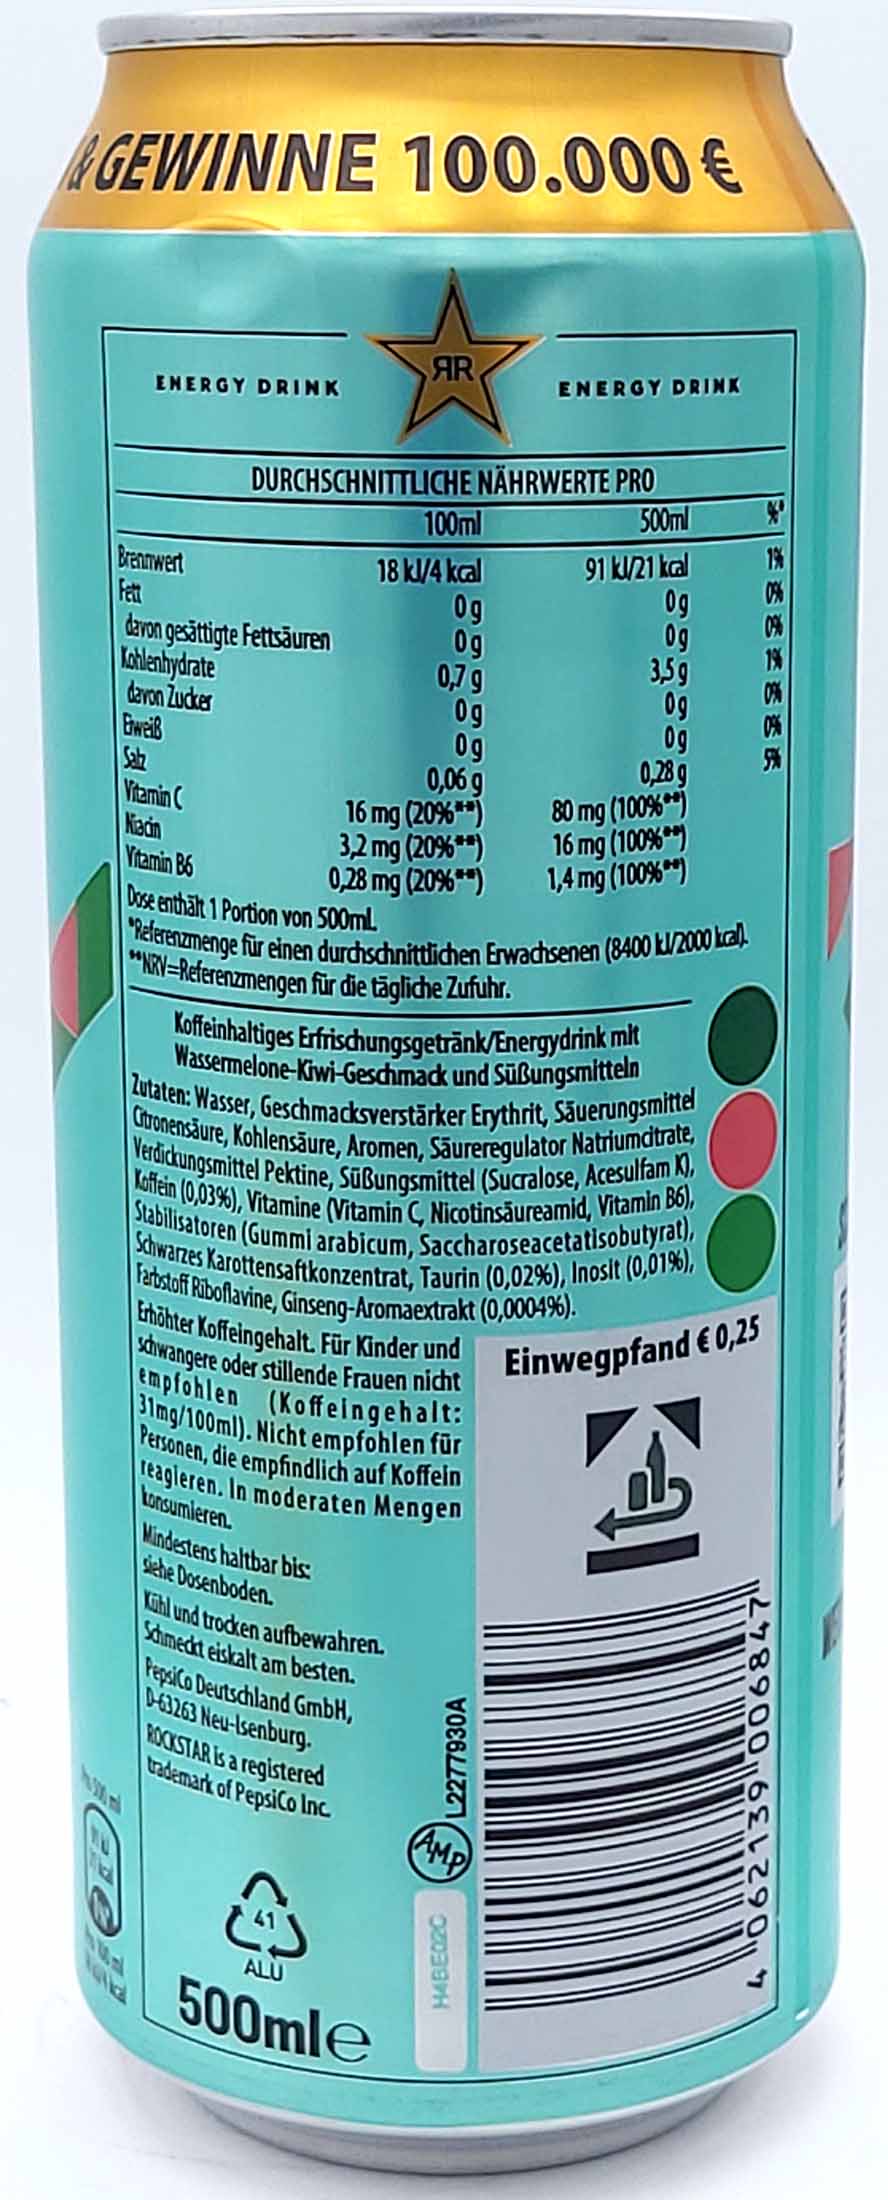 & GEWINNE 100.000 €
ЯR
ENERGY DRINK ENERGY DRINK
DURCHSCHNITTLICHE NÄHRWERTE PRO
100ml 500ml %*
Brennwert 18 kJ/4 kcal 91 kJ/21 kcal 1%
Fett 0 g 0 g 0%
davon gesättigte Fettsäuren 0 g 0 g 0%
Kohlenhydrate 0,7 g 3,5 g 1%
davon Zucker 0 g 0 g 0%
Eiweiß 0 g 0 g 0%
Salz 0,06 g 0,28 g 5%
Vitamin C 16 mg (20%**) 80 mg (100%**)
Niacin 3,2 mg (20%**) 16 mg (100%**)
Vitamin B6 0,28 mg (20%**) 1,4 mg (100%**)
Dose enthält 1 Portion von 500ml.
*Referenzmenge für einen durchschnittlichen Erwachsenen (8400 kJ/2000 kcal).
**NRV=Referenzmengen für die tägliche Zufuhr.
Koffeinhaltiges Erfrischungsgetränk/Energydrink mit
Wassermelone-Kiwi-Geschmack und Süßungsmitteln
Zutaten: Wasser, Geschmacksverstärker Erythrit, Säuerungsmittel
Citronensäure, Kohlensäure, Aromen, Säureregulator Natriumcitrate,
Verdickungsmittel Pektine, Süßungsmittel (Sucralose, Acesulfam K),
Koffein (0,03%), Vitamine (Vitamin C, Nicotinsäureamid, Vitamin B6),
Stabilisatoren (Gummi arabicum, Saccharoseacetatisobutyrat),
Schwarzes Karottensaftkonzentrat, Taurin (0,02%), Inosit (0,01%),
Farbstoff Riboflavine, Ginseng-Aromaextrakt (0,0004%).
Erhöhter Koffeingehalt. Für Kinder und
schwangere oder stillende Frauen nicht
empfohlen (Koffeingehalt:
31mg/100ml). Nicht empfohlen für
Personen, die empfindlich auf Koffein
reagieren. In moderaten Mengen
konsumieren.
Mindestens haltbar bis:
siehe Dosenboden.
Kühl und trocken aufbewahren.
Schmeckt eiskalt am besten.
PepsiCo Deutschland GmbH,
D-63263 Neu-Isenburg.
ROCKSTAR is a registered
trademark of PepsiCo Inc.
Einwegpfand € 0,25
4 062139 006847
L2277930A
AMP
H4BE02C
41
ALU
500ml e